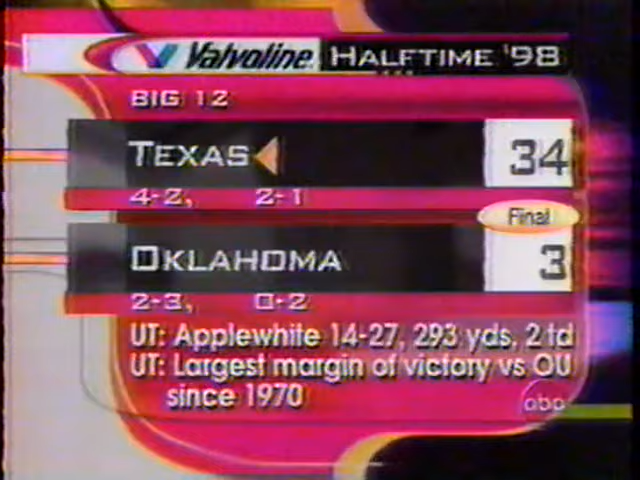 Valvoline HALFTIME '98
BIG 12
TEXAS 34
4-2, 2-1
Final
OKLAHOMA 3
2-3, 0-2
UT: Applewhite 14-27, 293 yds, 2 td
UT: Largest margin of victory vs OU
since 1970
abc